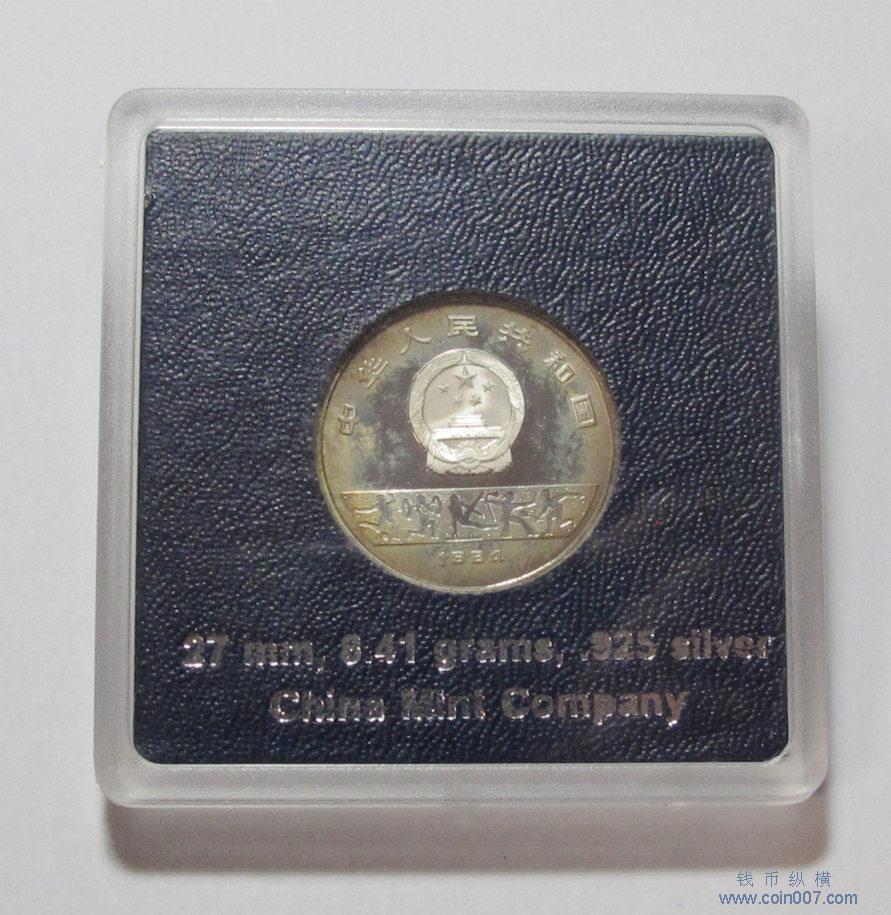 中华人民共和国
1984
27 mm, 8.41 grams, .925 silver
China Mint Company
钱币纵横
www.coin007.com